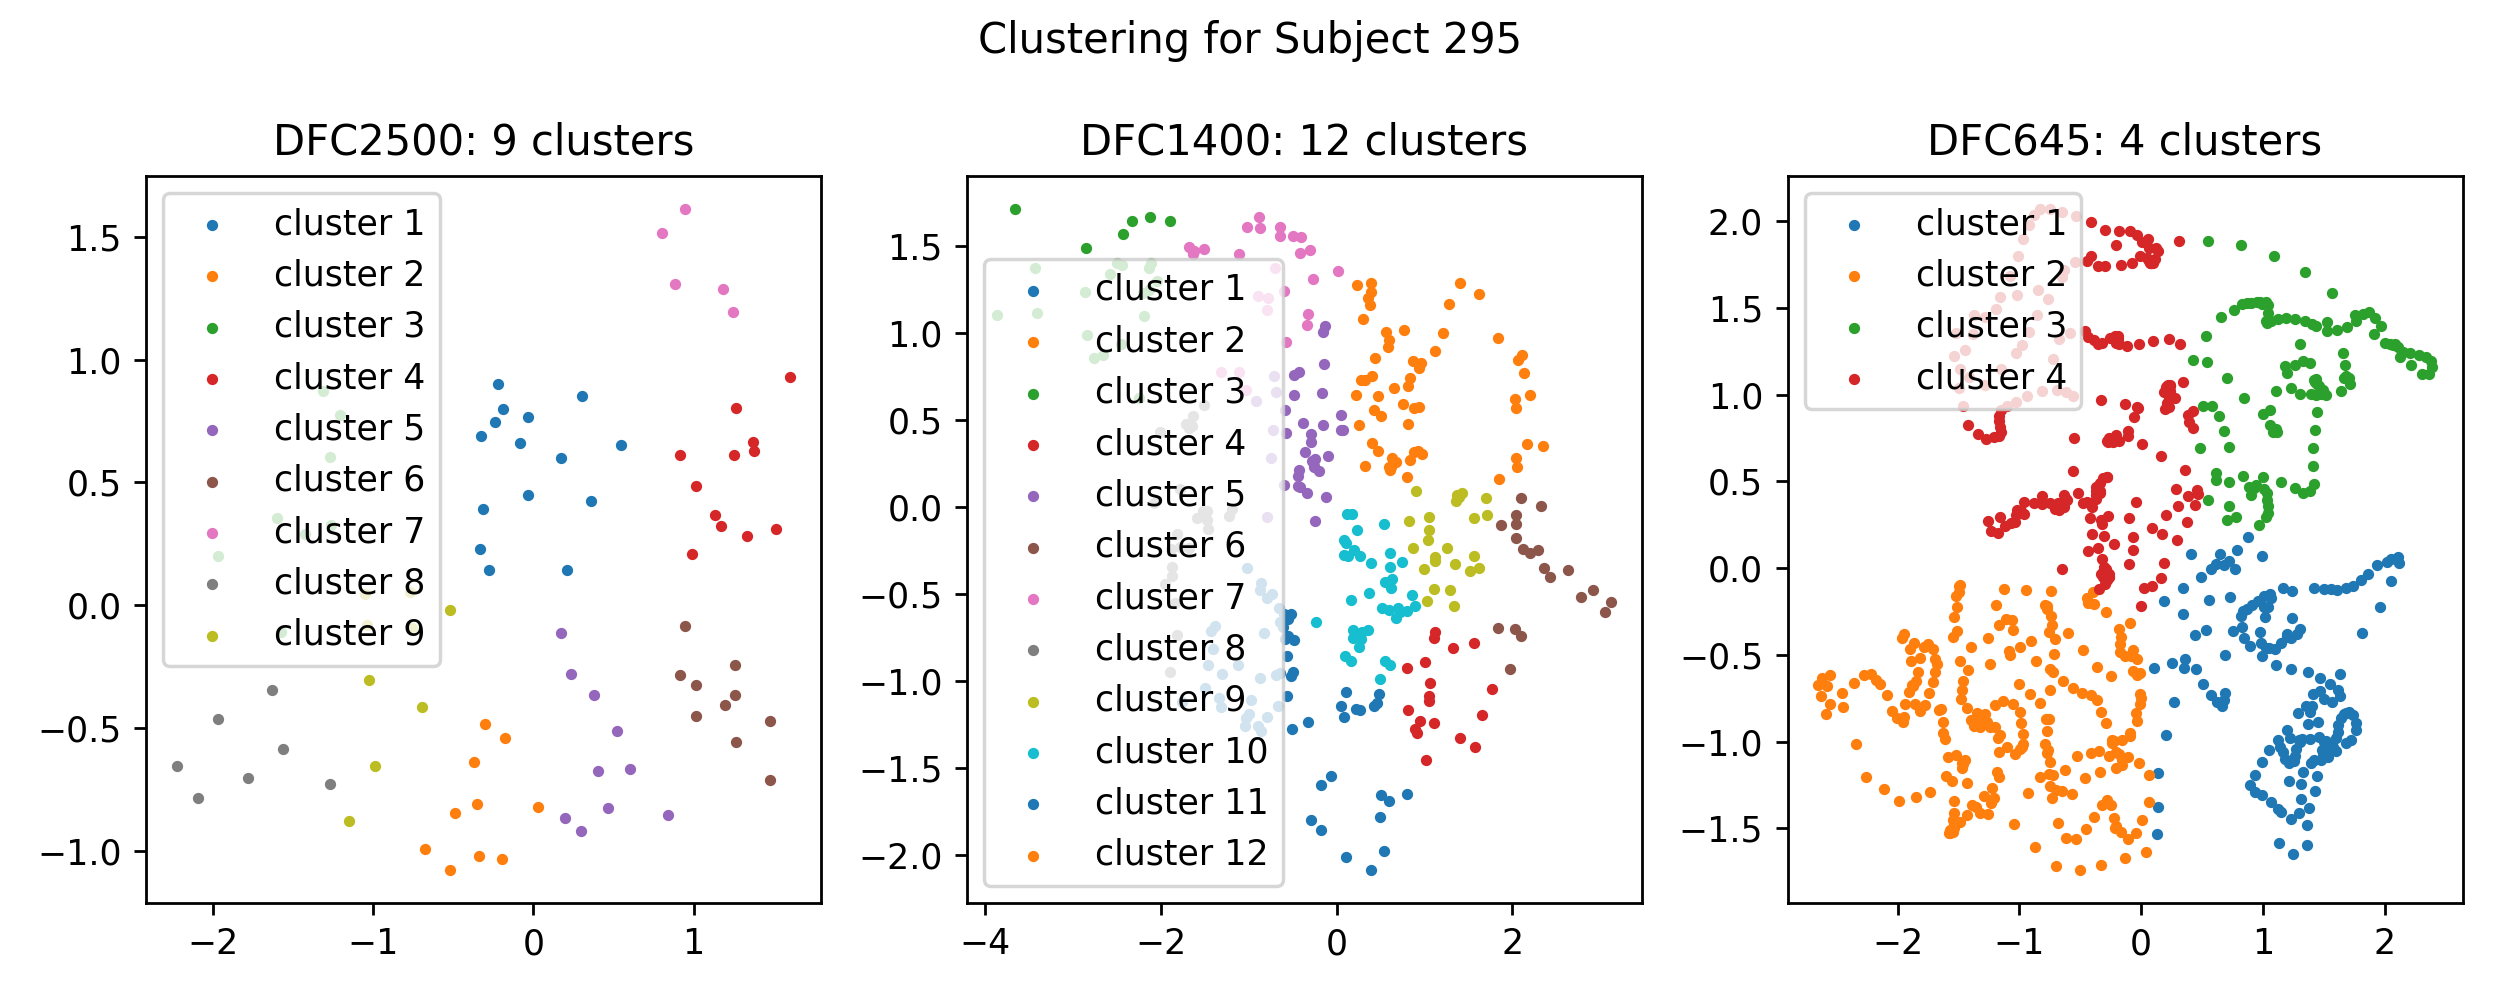 Clustering for Subject 295
DFC2500: 9 clusters
1.5
1.0
0.5
0.0
−0.5
−1.0
−2
−1
0
1
cluster 1
cluster 2
cluster 3
cluster 4
cluster 5
cluster 6
cluster 7
cluster 8
cluster 9
DFC1400: 12 clusters
1.5
1.0
0.5
0.0
−0.5
−1.0
−1.5
−2.0
−4
−2
0
2
cluster 1
cluster 2
cluster 3
cluster 4
cluster 5
cluster 6
cluster 7
cluster 8
cluster 9
cluster 10
cluster 11
cluster 12
DFC645: 4 clusters
2.0
1.5
1.0
0.5
0.0
−0.5
−1.0
−1.5
−2
−1
0
1
2
cluster 1
cluster 2
cluster 3
cluster 4